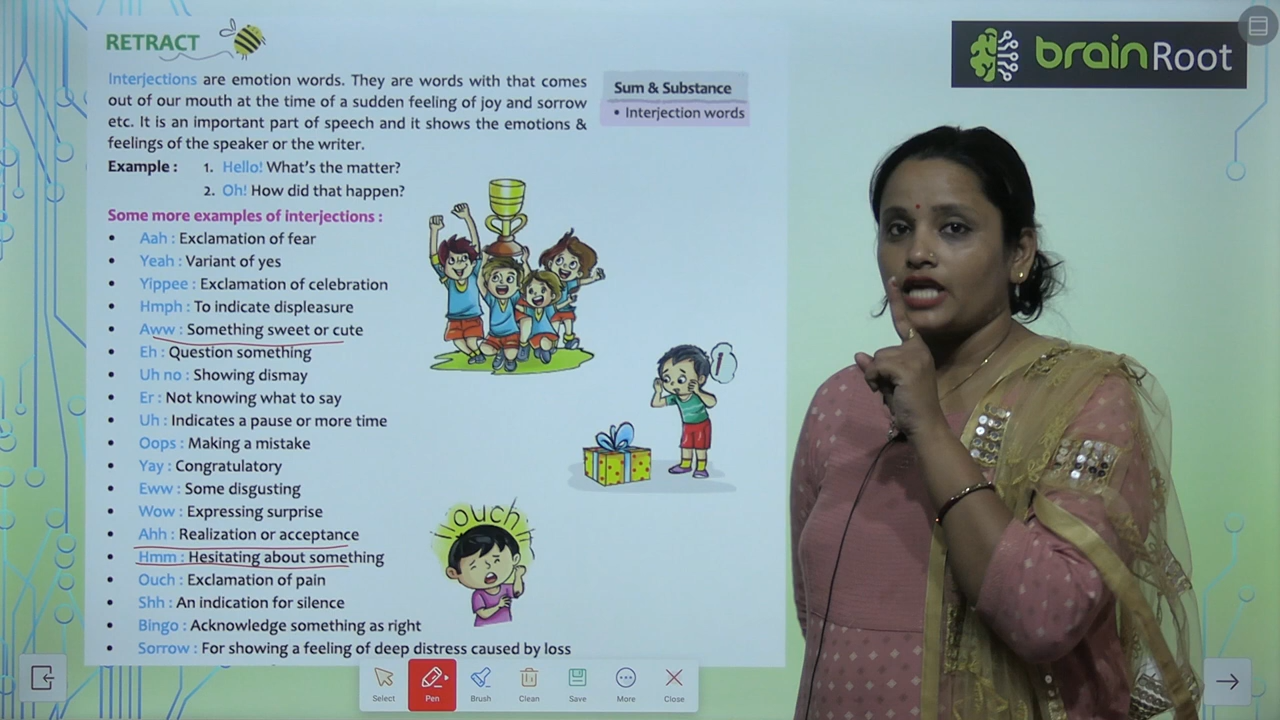 RETRACT
Interjections are emotion words. They are words with that comes
out of our mouth at the time of a sudden feeling of joy and sorrow
etc. It is an important part of speech and it shows the emotions &
feelings of the speaker or the writer.
Example : 1. Hello! What's the matter?
2. Oh! How did that happen?
Some more examples of interjections :
• Aah : Exclamation of fear
• Yeah : Variant of yes
• Yippee : Exclamation of celebration
• Hmph : To indicate displeasure
• Aww : Something sweet or cute
• Eh : Question something
• Uh no : Showing dismay
• Er : Not knowing what to say
• Uh : Indicates a pause or more time
• Oops : Making a mistake
• Yay : Congratulatory
• Eww : Some disgusting
• Wow : Expressing surprise
• Ahh : Realization or acceptance
• Hmm : Hesitating about something
• Ouch : Exclamation of pain
• Shh : An indication for silence
• Bingo : Acknowledge something as right
• Sorrow : For showing a feeling of deep distress caused by loss
Sum & Substance
• Interjection words
!
ouch
brainRoot
Select
Pen
Brush
Clean
Save
More
Close